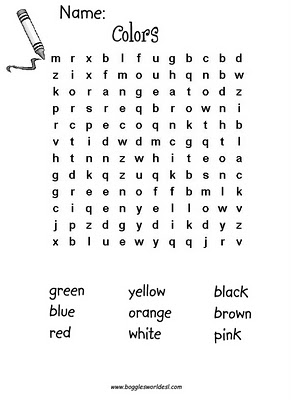 Name:
Colors
m r x b l f u g b c b d
z i x f m o u h q n b w
k o r a n g e a t o d z
p r s r e q b r o w n i
r c p e c o q n k t h b
v t i d w d m c g q t l
h t n n z w h i t e o a
g d k q z u q k b s n c
g r e e n o f f b m l k
c i q e n y e l l o w v
j p z d g y d i k d y z
x b l u e w y q q j r v
green yellow black
blue orange brown
red white pink
www.bogglesworldesl.com